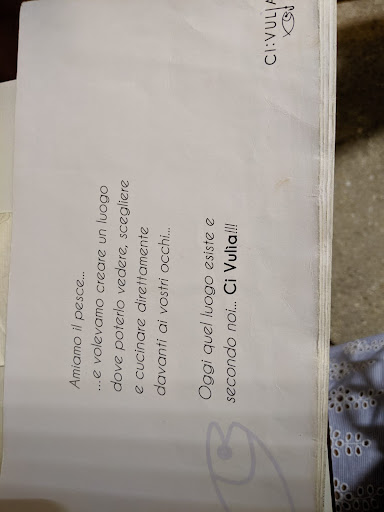 Amiamo il pesce...
...e volevamo creare un luogo
dove poterlo vedere, scegliere
e cucinare direttamente
davanti ai vostri occhi...
Oggi quel luogo esiste e
secondo noi... Ci Vulia!!!
CI:VULIA